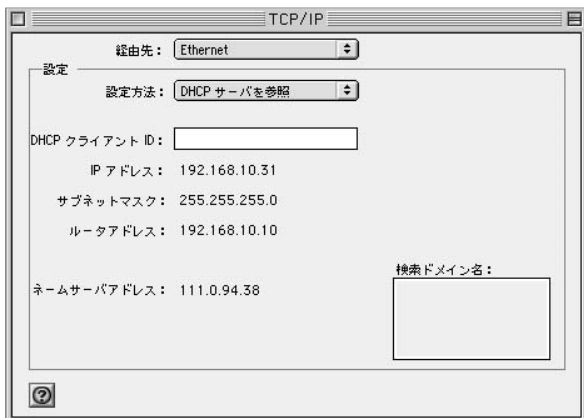 TCP/IP
経由先： Ethernet
設定
設定方法： DHCP サーバを参照
DHCP クライアント ID：
IP アドレス： 192.168.10.31
サブネットマスク： 255.255.255.0
ルータアドレス： 192.168.10.10
検索ドメイン名：
ネームサーバアドレス： 111.0.94.38
?